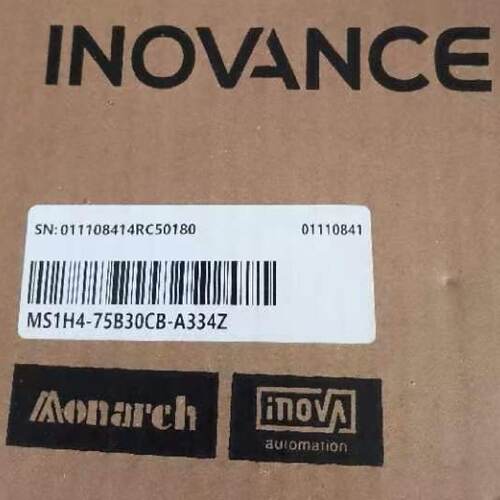 INOVANCE
SN: 011108414RC50180 01110841
MS1H4-75B30CB-A334Z
Monarch inovA
automation